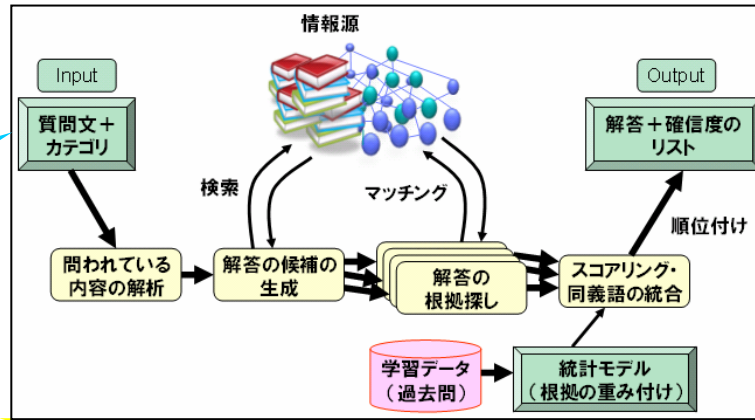 情報源
Input
Output
質問文+
カテゴリ
解答+確信度の
リスト
検索
マッチング
順位付け
問われている
内容の解析
解答の候補の
生成
解答の
根拠探し
スコアリング・
同義語の統合
学習データ
(過去問)
統計モデル
(根拠の重み付け)